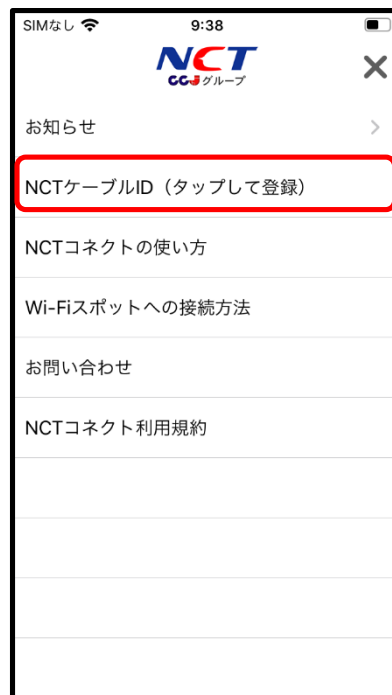 SIMなし 9:38
NCT
CCJグループ
お知らせ
NCTケーブルID（タップして登録）
NCTコネクトの使い方
Wi-Fiスポットへの接続方法
お問い合わせ
NCTコネクト利用規約